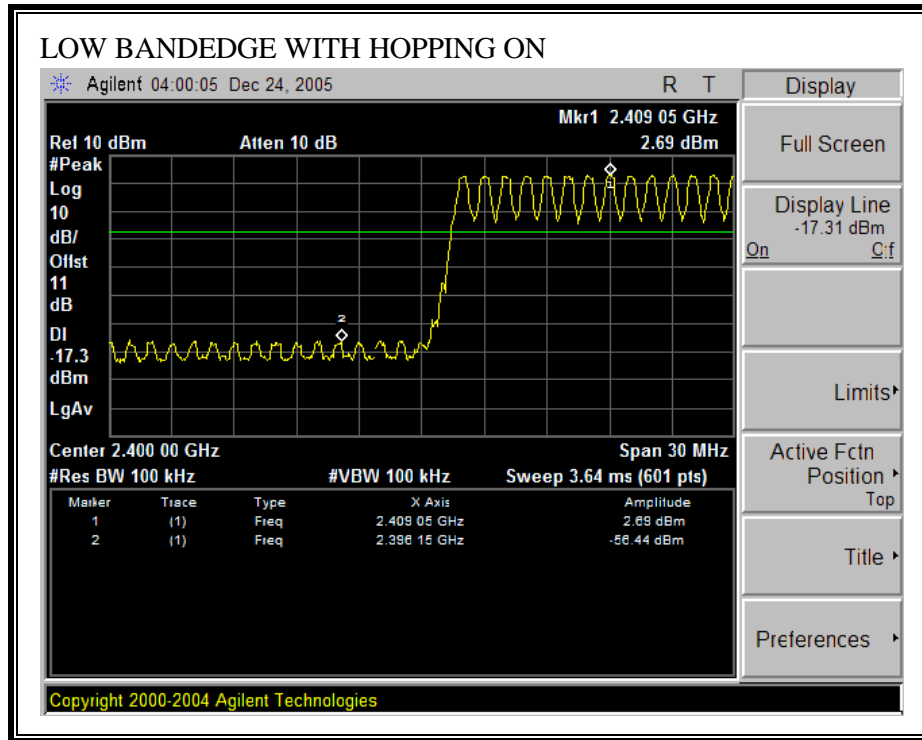 LOW BANDEDGE WITH HOPPING ON
Agilent 04:00:05 Dec 24, 2005 R T
Display
Mkr1 2.409 05 GHz
Ref 10 dBm Atten 10 dB 2.69 dBm
#Peak
Log
10
dB/
Offst
11
dB
DI
-17.3
dBm
LgAv
1
2
Center 2.400 00 GHz Span 30 MHz
#Res BW 100 kHz #VBW 100 kHz Sweep 3.64 ms (601 pts)
Marker Trace Type X Axis Amplitude
1 (1) Freq 2.409 05 GHz 2.69 dBm
2 (1) Freq 2.396 15 GHz -56.44 dBm
Full Screen
Display Line
-17.31 dBm
On
Limits
Active Fctn
Position
Top
Title
Preferences
Copyright 2000-2004 Agilent Technologies